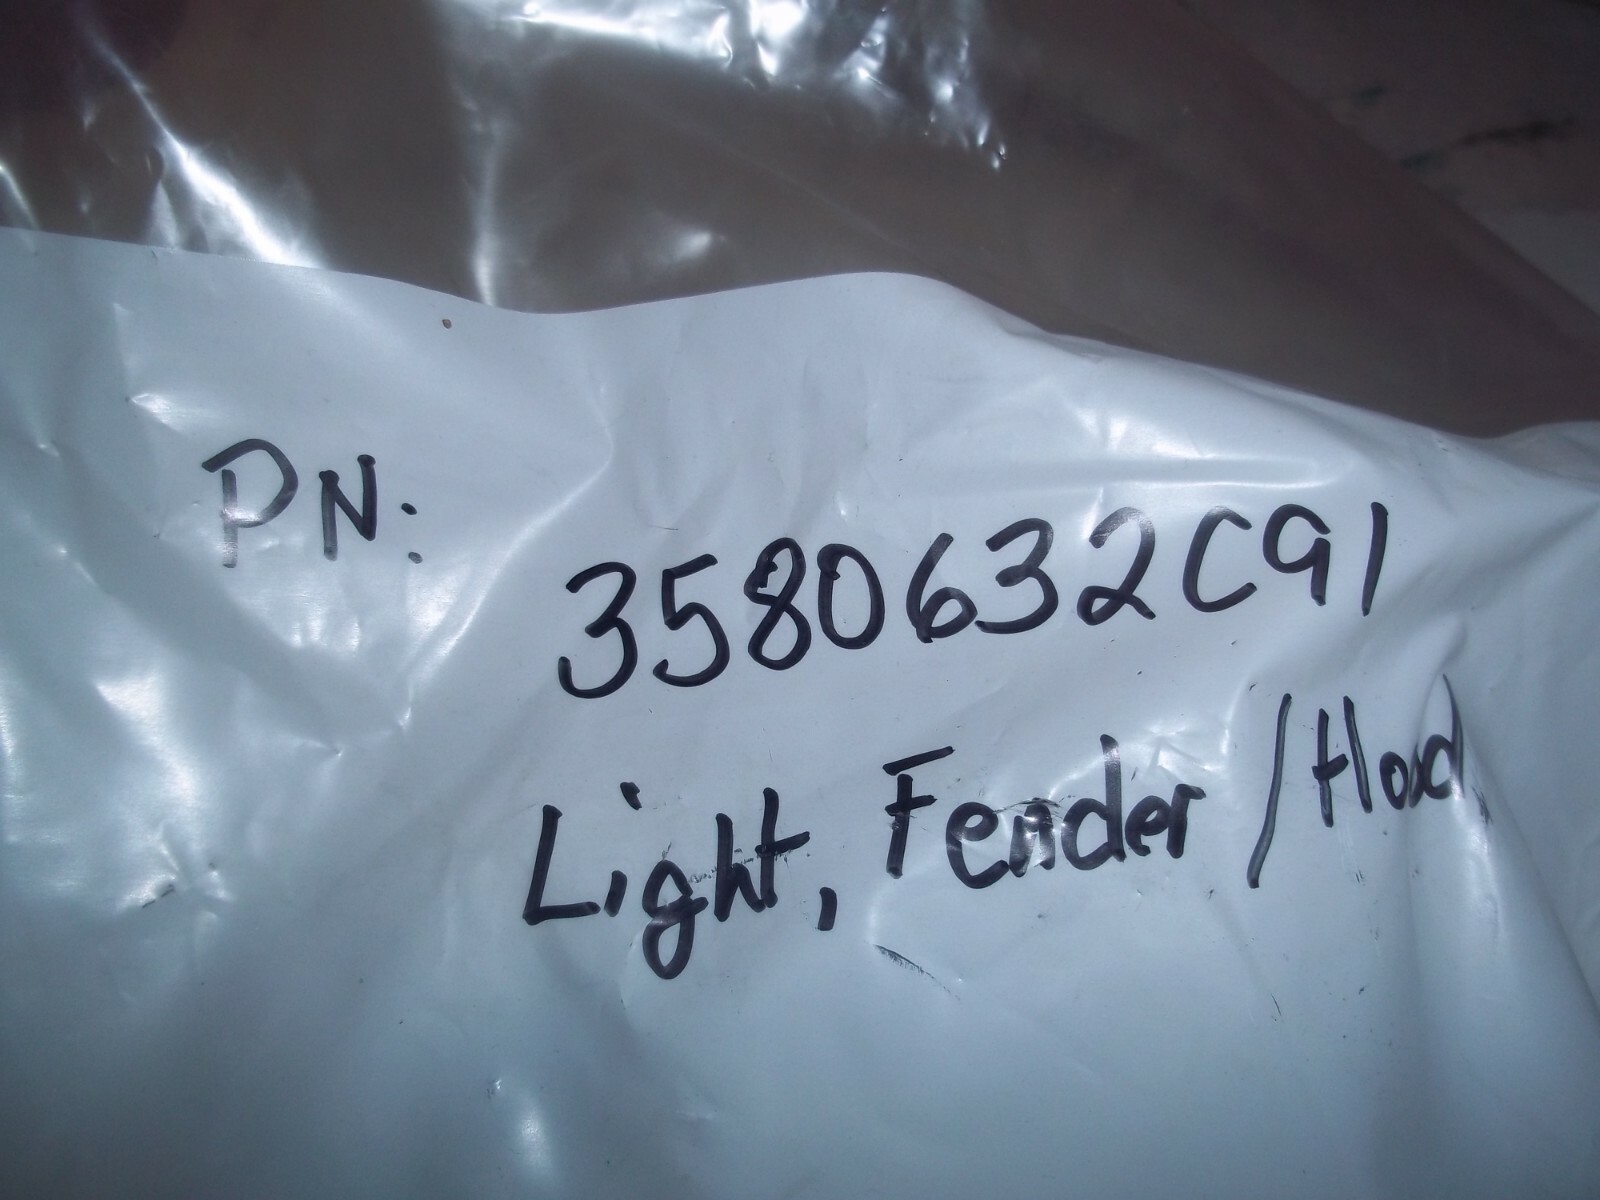 PN:
3580632C91
Light, Fender/Hood